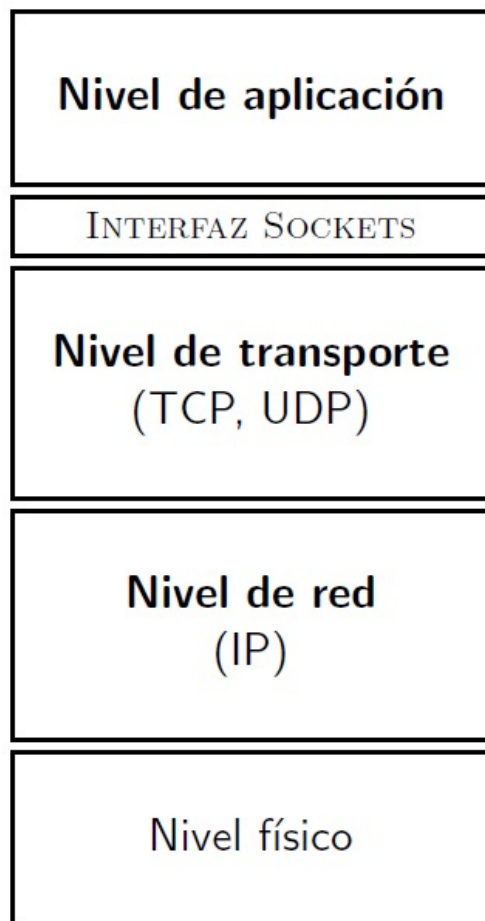 Nivel de aplicación
Interfaz Sockets
Nivel de transporte
(TCP, UDP)
Nivel de red
(IP)
Nivel físico